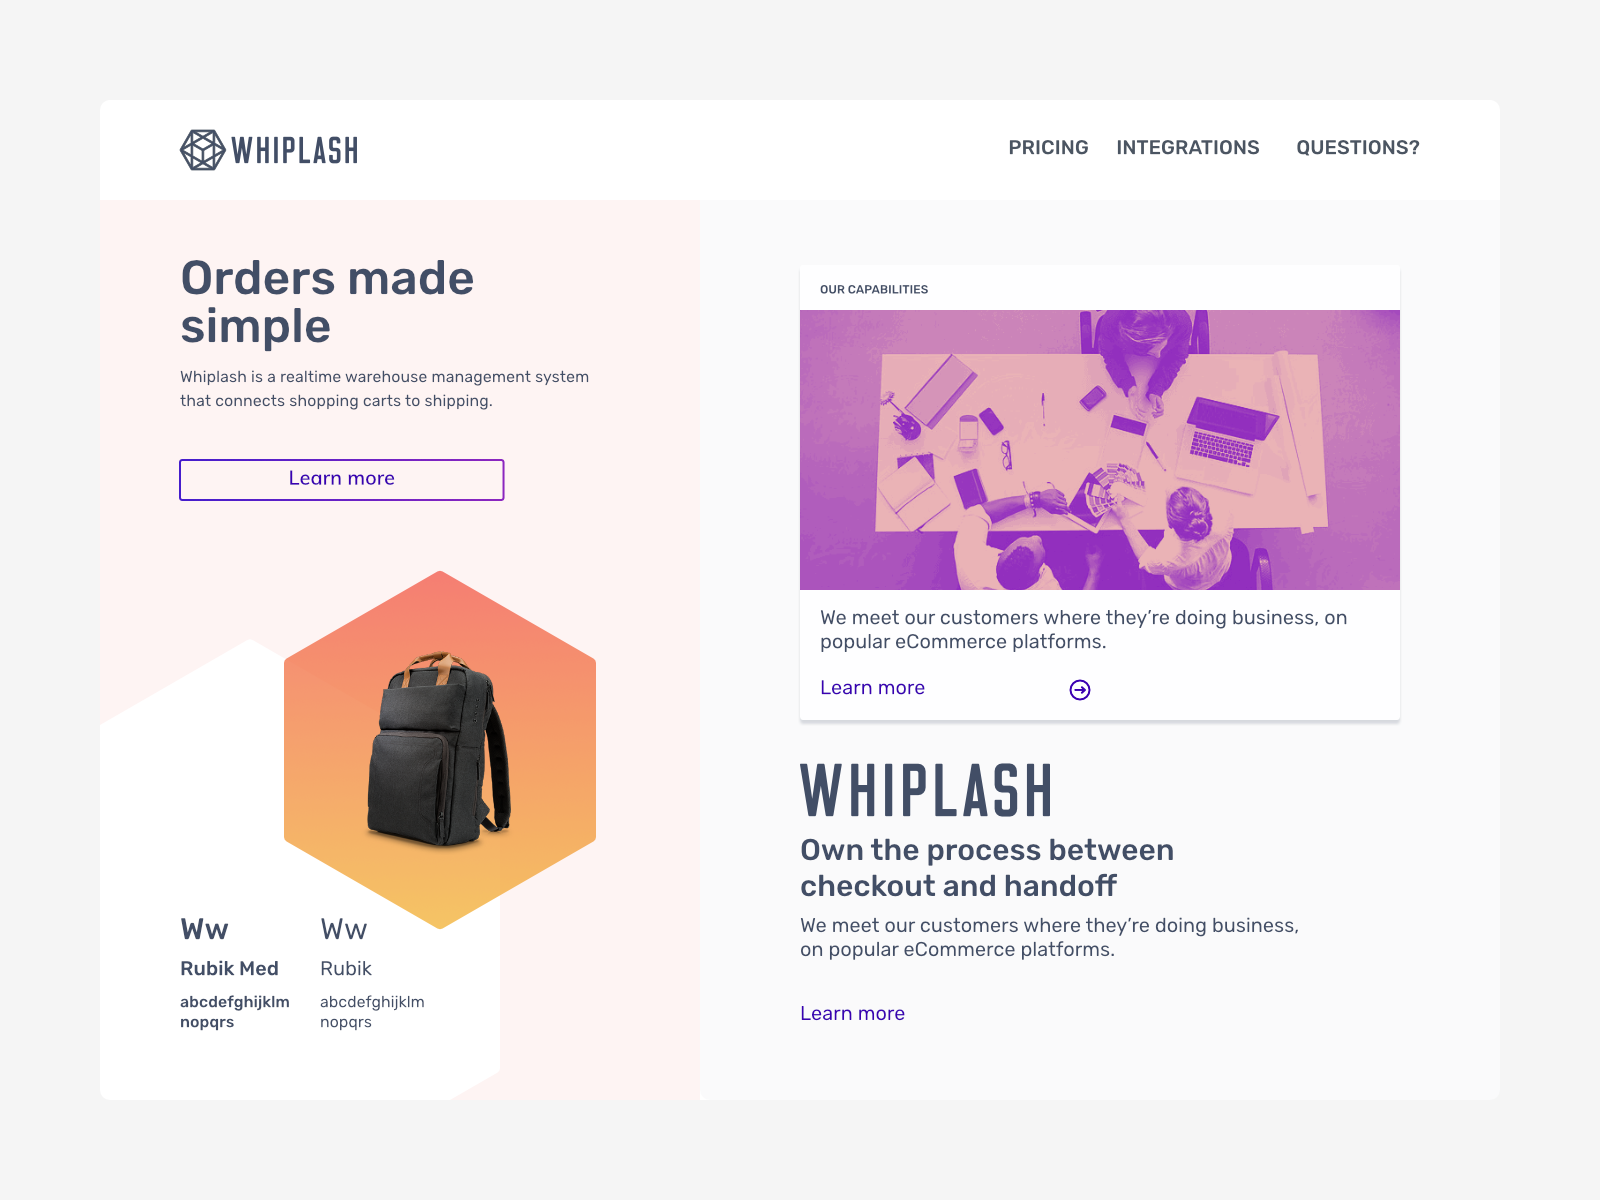 WHIPLASH
PRICING INTEGRATIONS QUESTIONS?
Orders made
simple
Whiplash is a realtime warehouse management system
that connects shopping carts to shipping.
Learn more
Ww
Rubik Med
abcdefghijklm
nopqrs
Ww
Rubik
abcdefghijklm
nopqrs
OUR CAPABILITIES
We meet our customers where they’re doing business, on
popular eCommerce platforms.
Learn more
WHIPLASH
Own the process between
checkout and handoff
We meet our customers where they’re doing business,
on popular eCommerce platforms.
Learn more